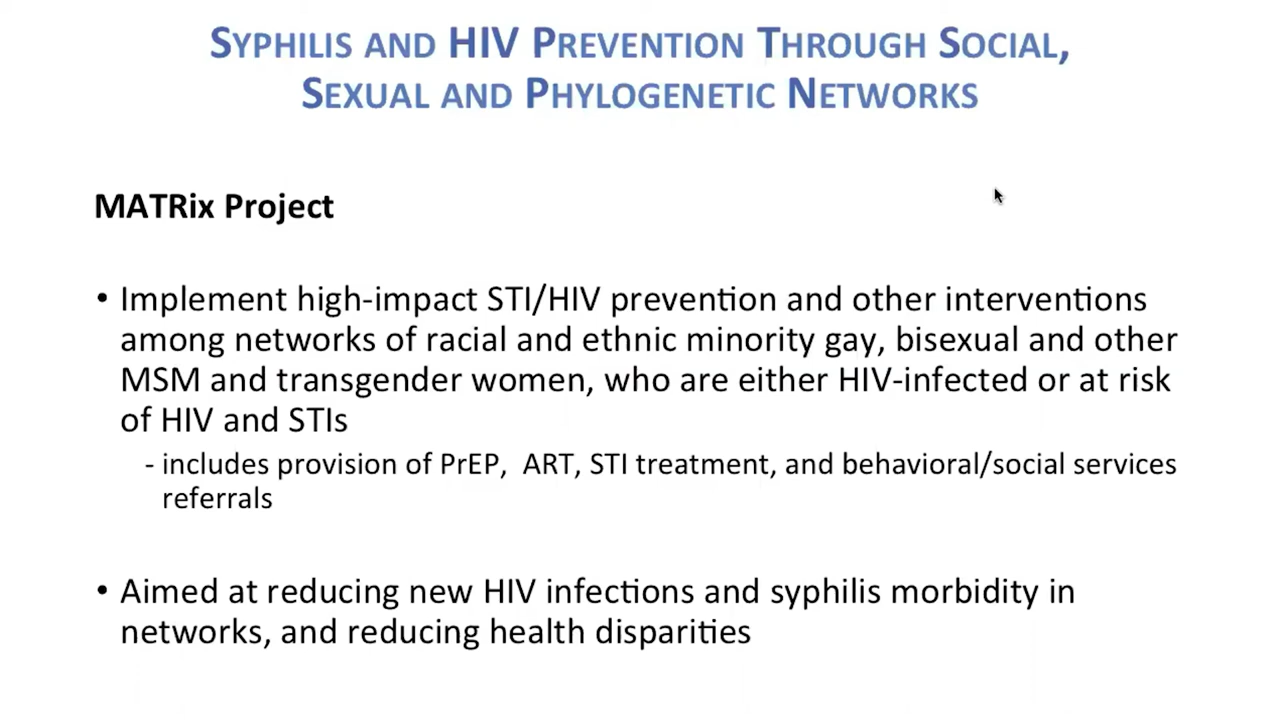 SYPHILIS AND HIV PREVENTION THROUGH SOCIAL,
SEXUAL AND PHYLOGENETIC NETWORKS
MATRix Project
• Implement high-impact STI/HIV prevention and other interventions
among networks of racial and ethnic minority gay, bisexual and other
MSM and transgender women, who are either HIV-infected or at risk
of HIV and STIs
- includes provision of PrEP,  ART, STI treatment, and behavioral/social services
referrals
• Aimed at reducing new HIV infections and syphilis morbidity in
networks, and reducing health disparities